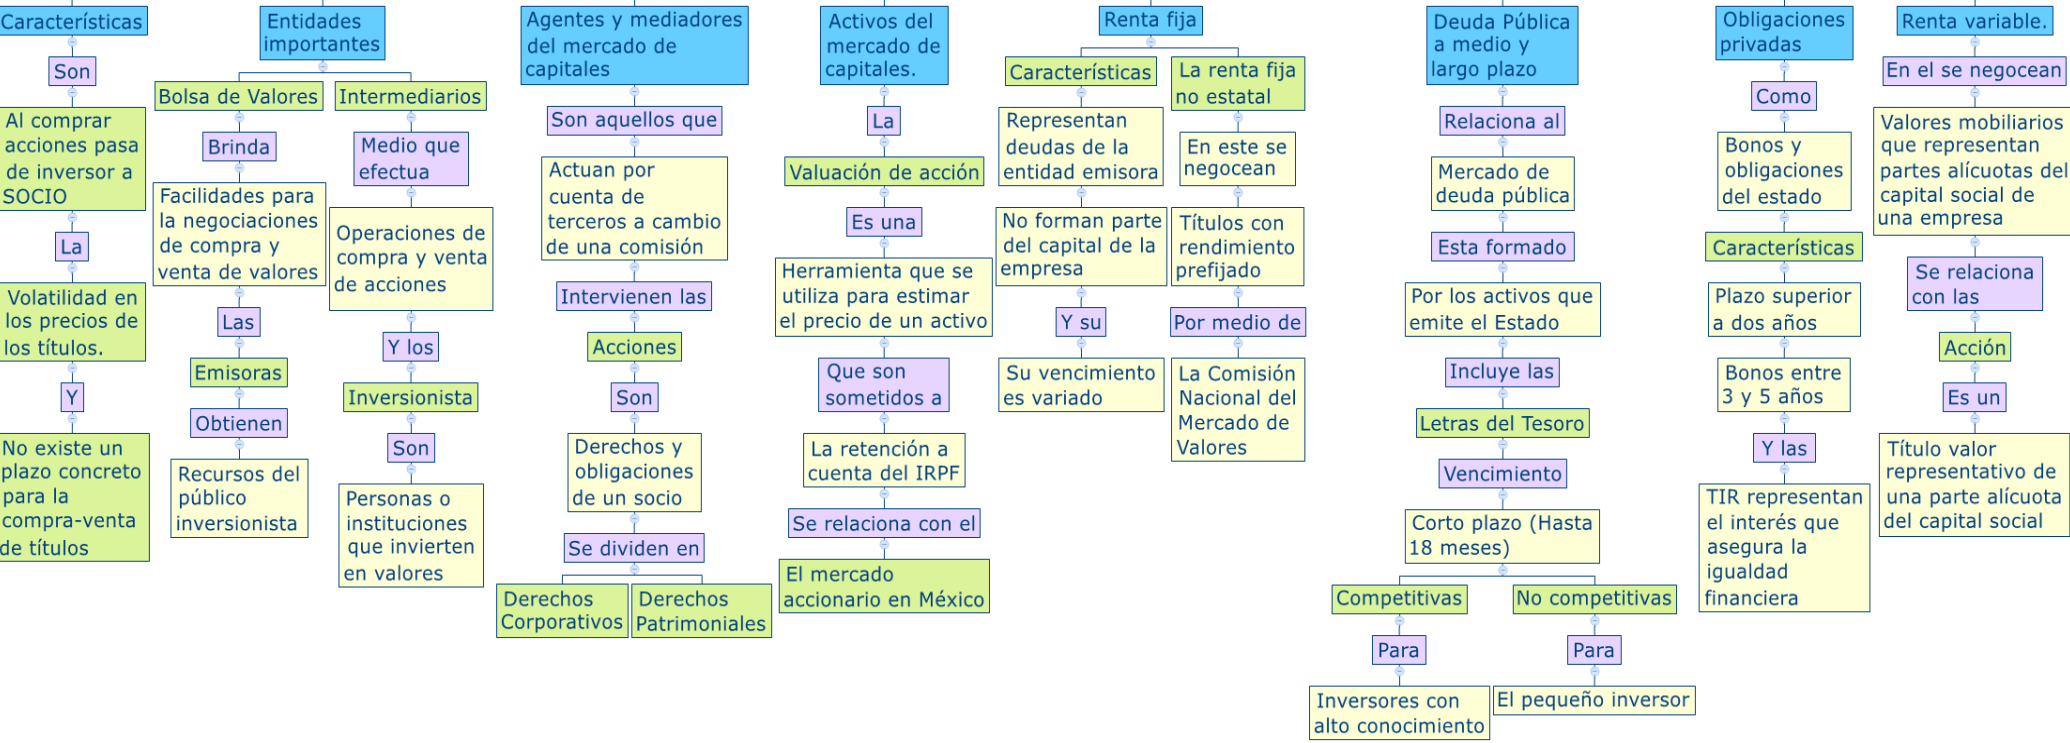 Características
Son
Al comprar
acciones pasa
de inversor a
SOCIO
La
Volatilidad en
los precios de
los títulos.
Y
No existe un
plazo concreto
para la
compra-venta
de títulos
Entidades
importantes
Bolsa de Valores
Brinda
Facilidades para
la negociaciones
de compra y
venta de valores
Las
Emisoras
Obtienen
Recursos del
público
inversionista
Intermediarios
Medio que
efectua
Operaciones de
compra y venta
de acciones
Y los
Inversionista
Son
Personas o
instituciones
que invierten
en valores
Agentes y mediadores
del mercado de
capitales
Son aquellos que
Actuan por
cuenta de
terceros a cambio
de una comisión
Intervienen las
Acciones
Son
Derechos y
obligaciones
de un socio
Se dividen en
Derechos
Corporativos
Derechos
Patrimoniales
Activos del
mercado de
capitales.
La
Valuación de acción
Es una
Herramienta que se
utiliza para estimar
el precio de un activo
Que son
sometidos a
La retención a
cuenta del IRPF
Se relaciona con el
El mercado
accionario en México
Renta fija
Características
Representan
deudas de la
entidad emisora
No forman parte
del capital de la
empresa
Y su
Su vencimiento
es variado
La renta fija
no estatal
En este se
negocean
Títulos con
rendimiento
prefijado
Por medio de
La Comisión
Nacional del
Mercado de
Valores
Deuda Pública
a medio y
largo plazo
Relaciona al
Mercado de
deuda pública
Esta formado
Por los activos que
emite el Estado
Incluye las
Letras del Tesoro
Vencimiento
Corto plazo (Hasta
18 meses)
Competitivas
Para
Inversores con
alto conocimiento
No competitivas
Para
El pequeño inversor
Obligaciones
privadas
Como
Bonos y
obligaciones
del estado
Características
Plazo superior
a dos años
Bonos entre
3 y 5 años
Y las
TIR representan
el interés que
asegura la
igualdad
financiera
Renta variable.
En el se negocean
Valores mobiliarios
que representan
partes alícuotas del
capital social de
una empresa
Se relaciona
con las
Acción
Es un
Título valor
representativo de
una parte alícuota
del capital social